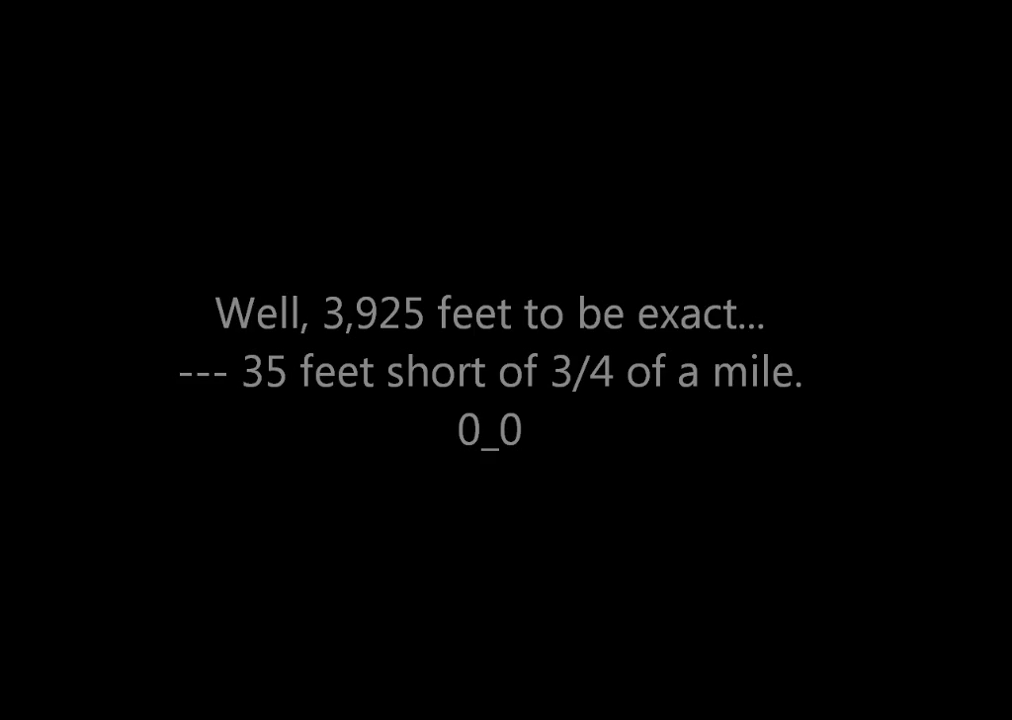 Well, 3,925 feet to be exact...
--- 35 feet short of 3/4 of a mile.
0_0